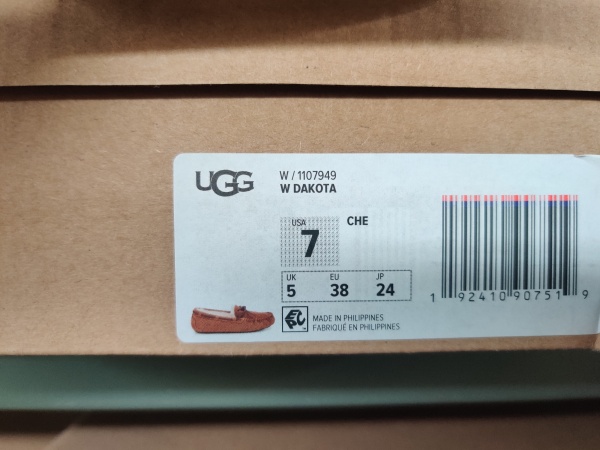 UGG
W / 1107949
W DAKOTA
USA
7
CHE
UK EU JP
5 38 24
MADE IN PHILIPPINES
FABRIQUÉ EN PHILIPPINES
1 92410 90751 9